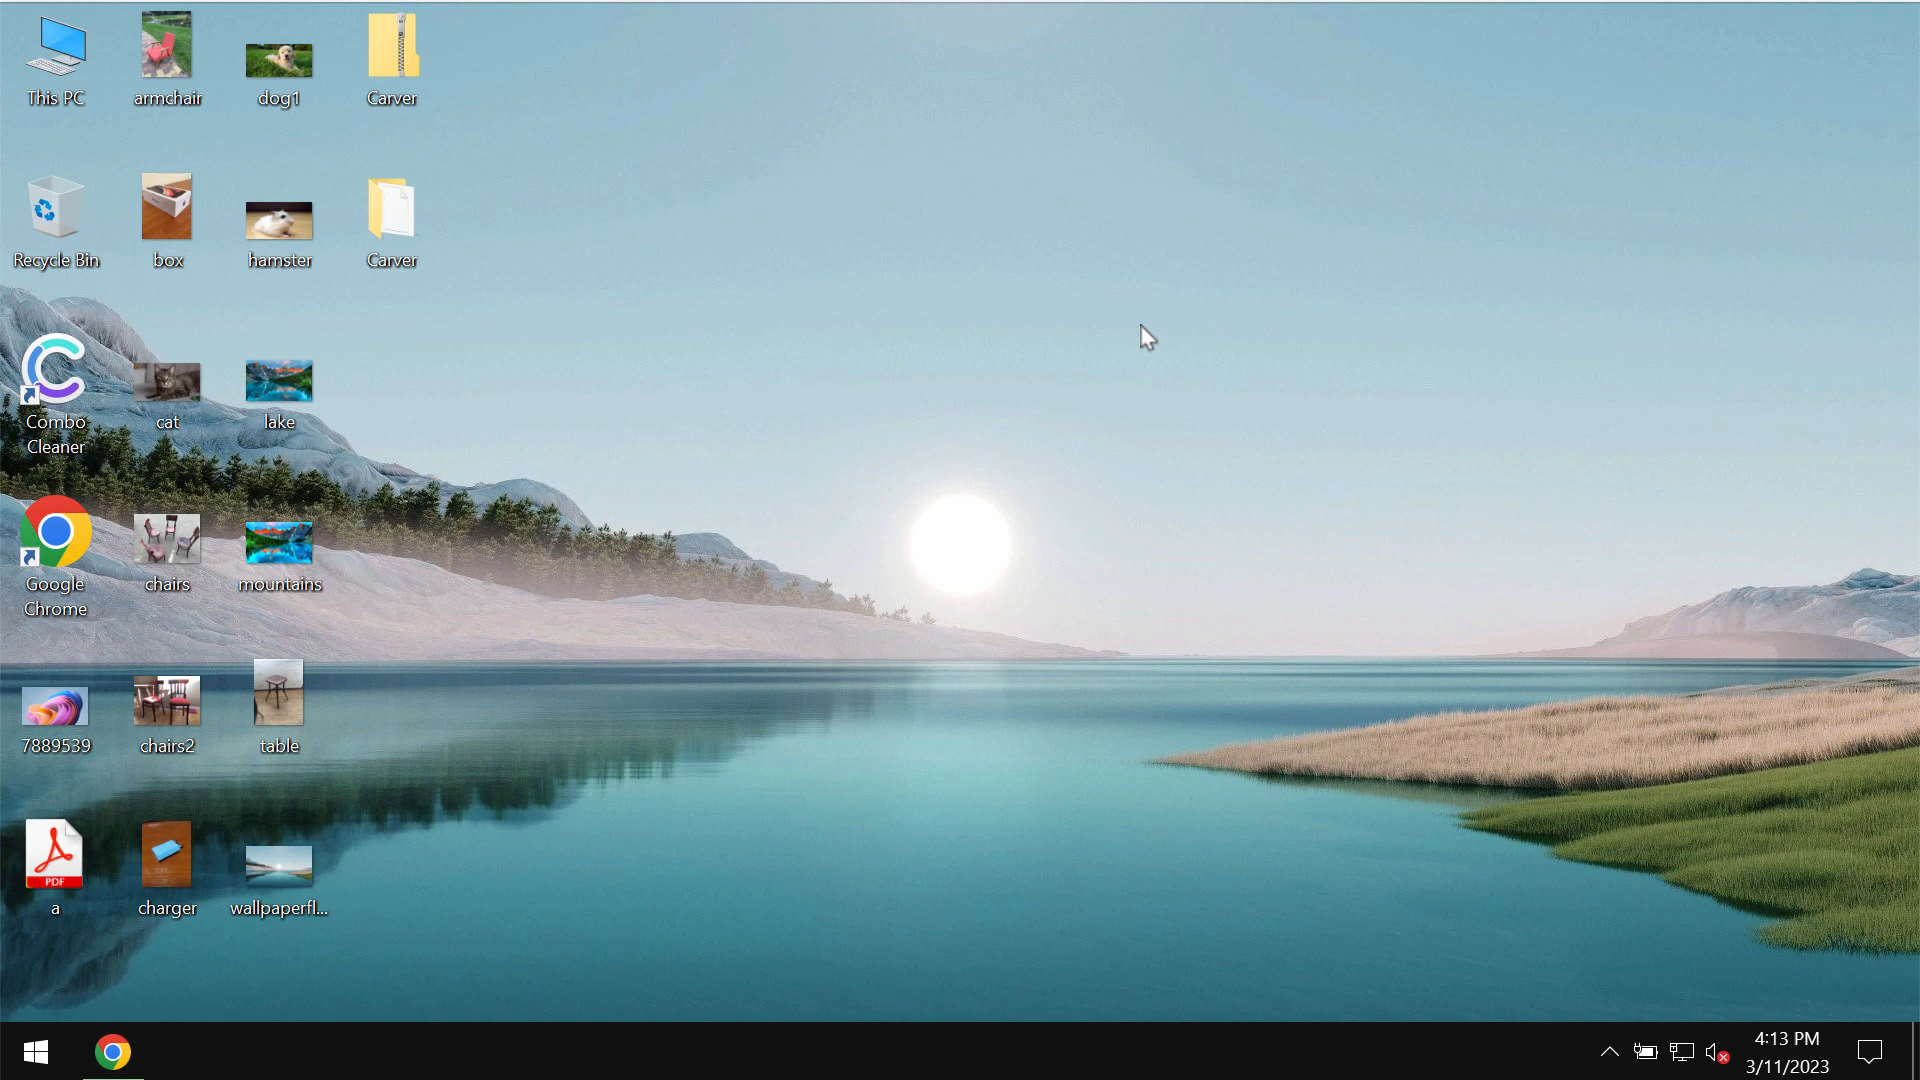 This PC
armchair
dog1
Carver
Recycle Bin
box
hamster
Carver
Combo
Cleaner
cat
lake
Google
Chrome
chairs
mountains
7889539
chairs2
table
PDF
a
charger
wallpaperfl...
4:13 PM
3/11/2023